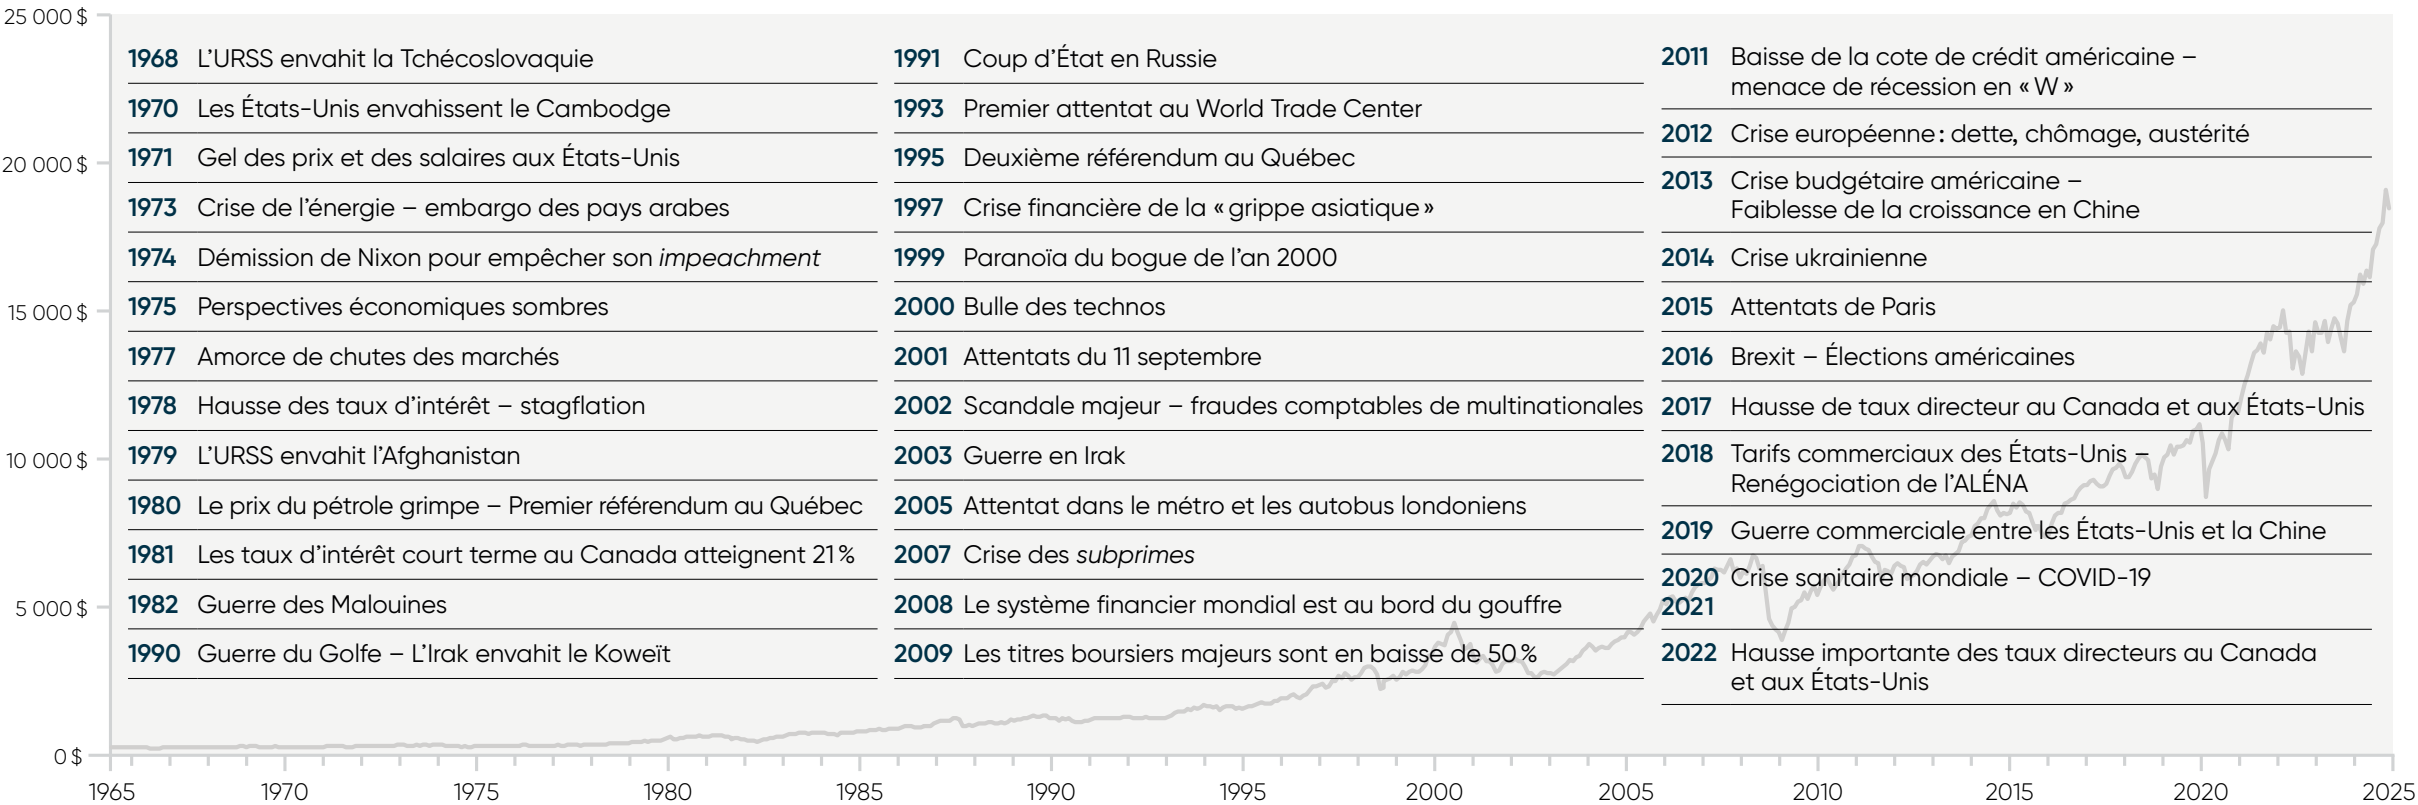 25 000 $
20 000 $
15 000 $
10 000 $
5 000 $
0 $
1968 L’URSS envahit la Tchécoslovaquie
1970 Les États-Unis envahissent le Cambodge
1971 Gel des prix et des salaires aux États-Unis
1973 Crise de l’énergie – embargo des pays arabes
1974 Démission de Nixon pour empêcher son impeachment
1975 Perspectives économiques sombres
1977 Amorce de chutes des marchés
1978 Hausse des taux d’intérêt – stagflation
1979 L’URSS envahit l’Afghanistan
1980 Le prix du pétrole grimpe – Premier référendum au Québec
1981 Les taux d’intérêt court terme au Canada atteignent 21 %
1982 Guerre des Malouines
1990 Guerre du Golfe – L’Irak envahit le Koweït
1991 Coup d’État en Russie
1993 Premier attentat au World Trade Center
1995 Deuxième référendum au Québec
1997 Crise financière de la « grippe asiatique »
1999 Paranoïa du bogue de l’an 2000
2000 Bulle des technos
2001 Attentats du 11 septembre
2002 Scandale majeur – fraudes comptables de multinationales
2003 Guerre en Irak
2005 Attentat dans le métro et les autobus londoniens
2007 Crise des subprimes
2008 Le système financier mondial est au bord du gouffre
2009 Les titres boursiers majeurs sont en baisse de 50 %
2011 Baisse de la cote de crédit américaine –
menace de récession en « W »
2012 Crise européenne : dette, chômage, austérité
2013 Crise budgétaire américaine –
Faiblesse de la croissance en Chine
2014 Crise ukrainienne
2015 Attentats de Paris
2016 Brexit – Élections américaines
2017 Hausse de taux directeur au Canada et aux États-Unis
2018 Tarifs commerciaux des États-Unis –
Renégociation de l’ALÉNA
2019 Guerre commerciale entre les États-Unis et la Chine
2020 Crise sanitaire mondiale – COVID-19
2021
2022 Hausse importante des taux directeurs au Canada
et aux États-Unis
1965 1970 1975 1980 1985 1990 1995 2000 2005 2010 2015 2020 2025